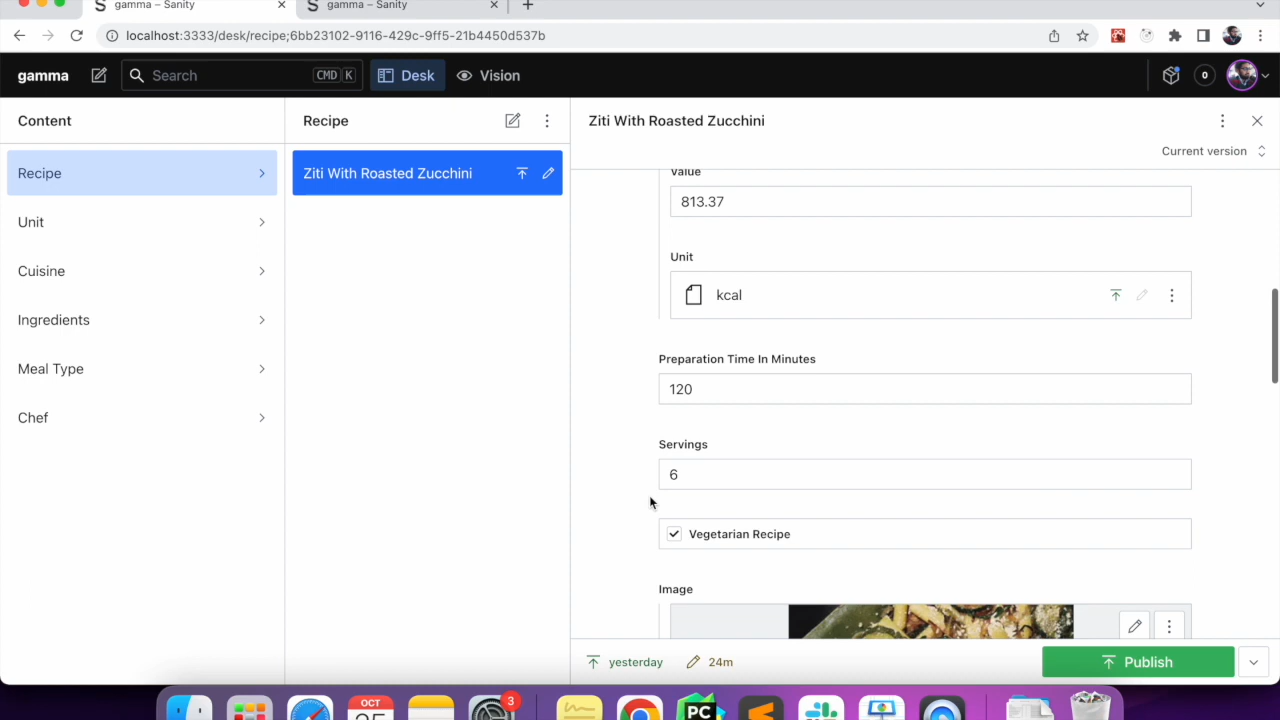 gamma – Sanity
gamma – Sanity
localhost:3333/desk/recipe;6bb23102-9116-429c-9ff5-21b4450d537b
gamma
Search
CMD K
Desk
Vision
0
Content
Recipe
Ziti With Roasted Zucchini
Current version
Recipe
Unit
Cuisine
Ingredients
Meal Type
Chef
Ziti With Roasted Zucchini
Value
813.37
Unit
kcal
Preparation Time In Minutes
120
Servings
6
Vegetarian Recipe
Image
yesterday
24m
Publish
OCT
25
3
PC